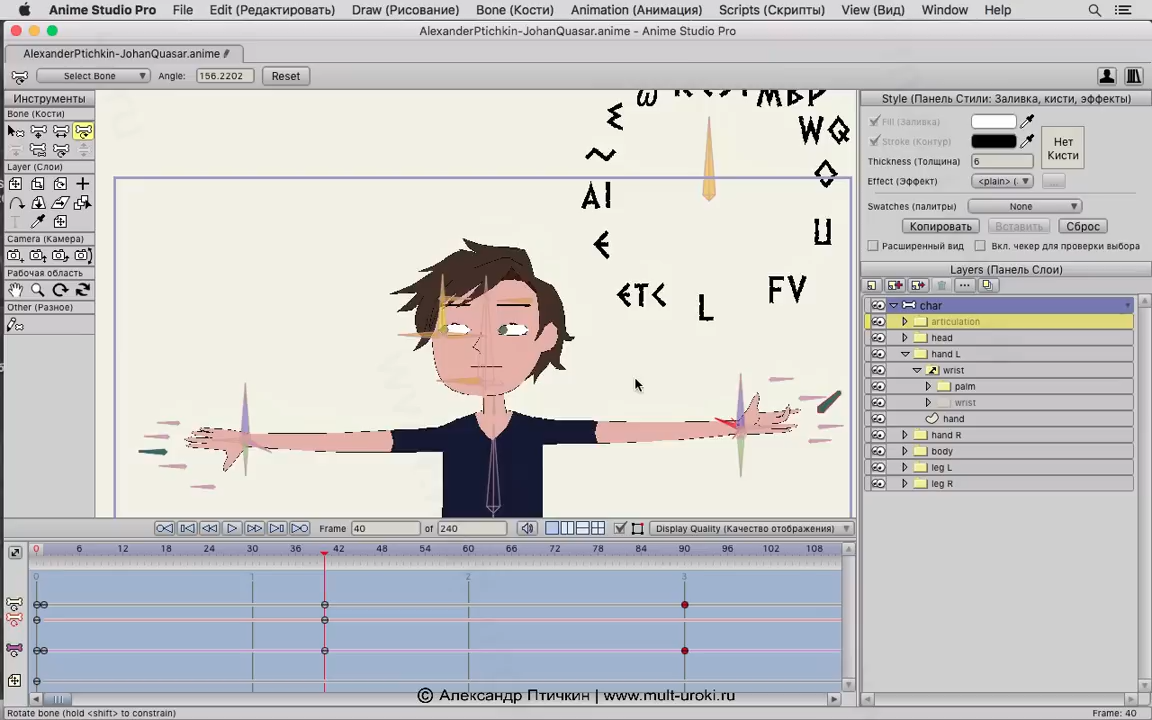 Anime Studio Pro File Edit (Редактировать) Draw (Рисование) Bone (Кости) Animation (Анимация) Scripts (Скрипты) View (Вид) Window Help
AlexanderPtichkin-JohanQuasar.anime - Anime Studio Pro
AlexanderPtichkin-JohanQuasar.anime
Select Bone Angle: 156.2202 Reset
Инструменты
Bone (Кости)
Layer (Слои)
Camera (Камера)
Рабочая область
Other (Разное)
ω
MBP
WQ
AI
E
U
ETC
L
FV
Style (Панель Стили: Заливка, кисти, эффекты)
Fill (Заливка)
Stroke (Контур)
Нет
Кисти
Thickness (Толщина) 6
Effect (Эффект) <plain> (
Swatches (палитры) None
Копировать Вставить Сброс
Расширенный вид Вкл. чекер для проверки выбора
Layers (Панель Слои)
char
articulation
head
hand L
wrist
palm
wrist
hand
hand R
body
leg L
leg R
Frame 40 of 240 Display Quality (Качество отображения)
0 6 12 18 24 30 36 42 48 54 60 66 72 78 84 90 96 102 108
0 1 2 3
© Александр Птичкин | www.mult-uroki.ru
Rotate bone (hold <shift> to constrain) Frame: 40